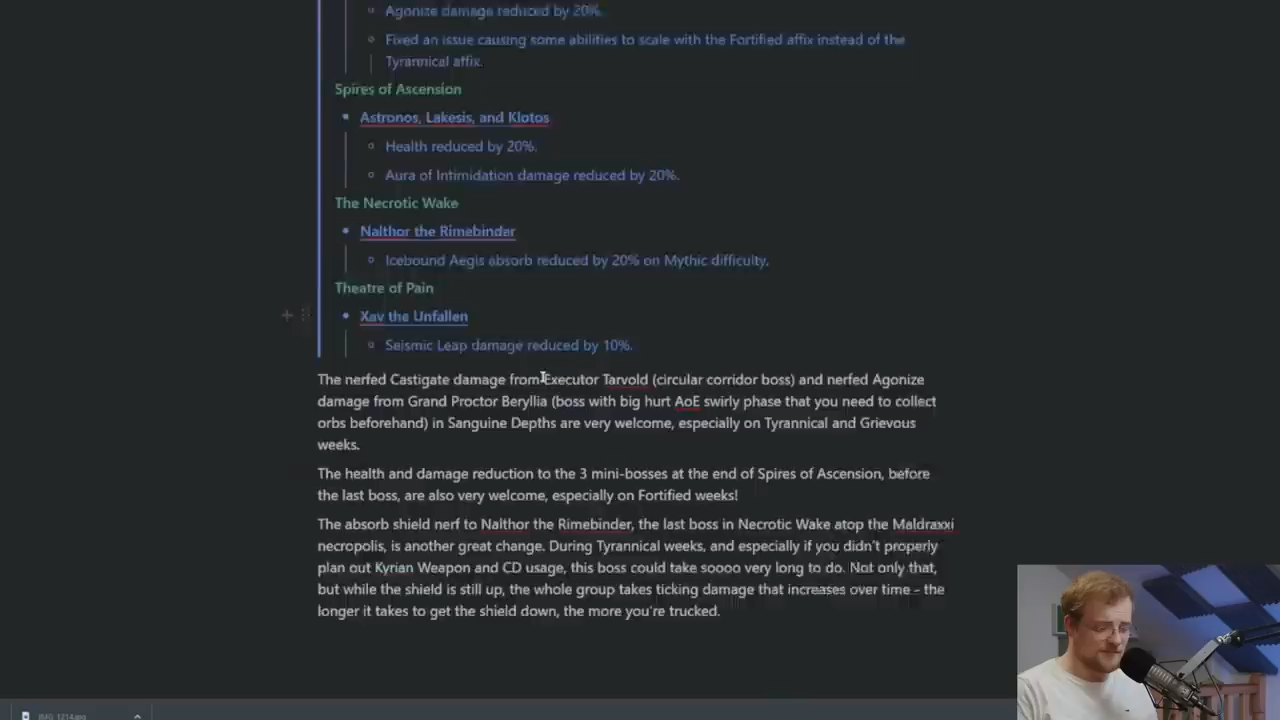 Agonize damage reduced by 20%.
Fixed an issue causing some abilities to scale with the Fortified affix instead of the
Tyrannical affix.
Spires of Ascension
Astronos, Lakesis, and Klotos
Health reduced by 20%.
Aura of Intimidation damage reduced by 20%.
The Necrotic Wake
Nalthor the Rimebinder
Icebound Aegis absorb reduced by 20% on Mythic difficulty.
Theatre of Pain
Xav the Unfallen
Seismic Leap damage reduced by 10%.
The nerfed Castigate damage from Executor Tarvold (circular corridor boss) and nerfed Agonize
damage from Grand Proctor Beryllia (boss with big hurt AoE swirly phase that you need to collect
orbs beforehand) in Sanguine Depths are very welcome, especially on Tyrannical and Grievous
weeks.
The health and damage reduction to the 3 mini-bosses at the end of Spires of Ascension, before
the last boss, are also very welcome, especially on Fortified weeks!
The absorb shield nerf to Nalthor the Rimebinder, the last boss in Necrotic Wake atop the Maldraxxi
necropolis, is another great change. During Tyrannical weeks, and especially if you didn't properly
plan out Kyrian Weapon and CD usage, this boss could take soooo very long to do. Not only that,
but while the shield is still up, the whole group takes ticking damage that increases over time - the
longer it takes to get the shield down, the more you're trucked.
IMG_1214.jpg